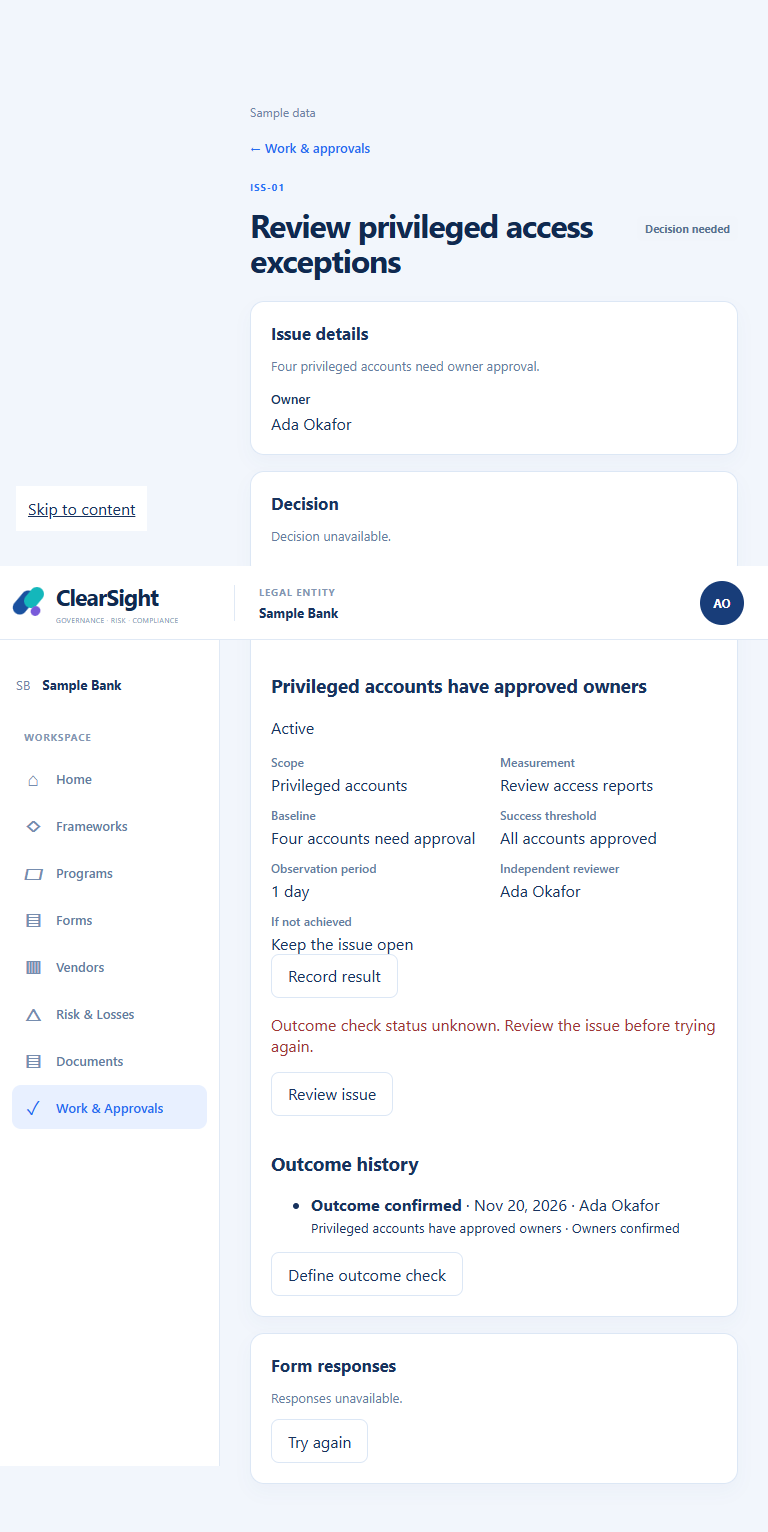 Sample data
← Work & approvals
ISS-01
Review privileged access
exceptions
Decision needed
Issue details
Four privileged accounts need owner approval.
Owner
Ada Okafor
Decision
Decision unavailable.
Skip to content
ClearSight
GOVERNANCE · RISK · COMPLIANCE
LEGAL ENTITY
Sample Bank
AO
SB Sample Bank
WORKSPACE
Home
Frameworks
Programs
Forms
Vendors
Risk & Losses
Documents
Work & Approvals
Privileged accounts have approved owners
Active
Scope
Privileged accounts
Measurement
Review access reports
Baseline
Four accounts need approval
Success threshold
All accounts approved
Observation period
1 day
Independent reviewer
Ada Okafor
If not achieved
Keep the issue open
Record result
Outcome check status unknown. Review the issue before trying
again.
Review issue
Outcome history
• Outcome confirmed · Nov 20, 2026 · Ada Okafor
Privileged accounts have approved owners · Owners confirmed
Define outcome check
Form responses
Responses unavailable.
Try again